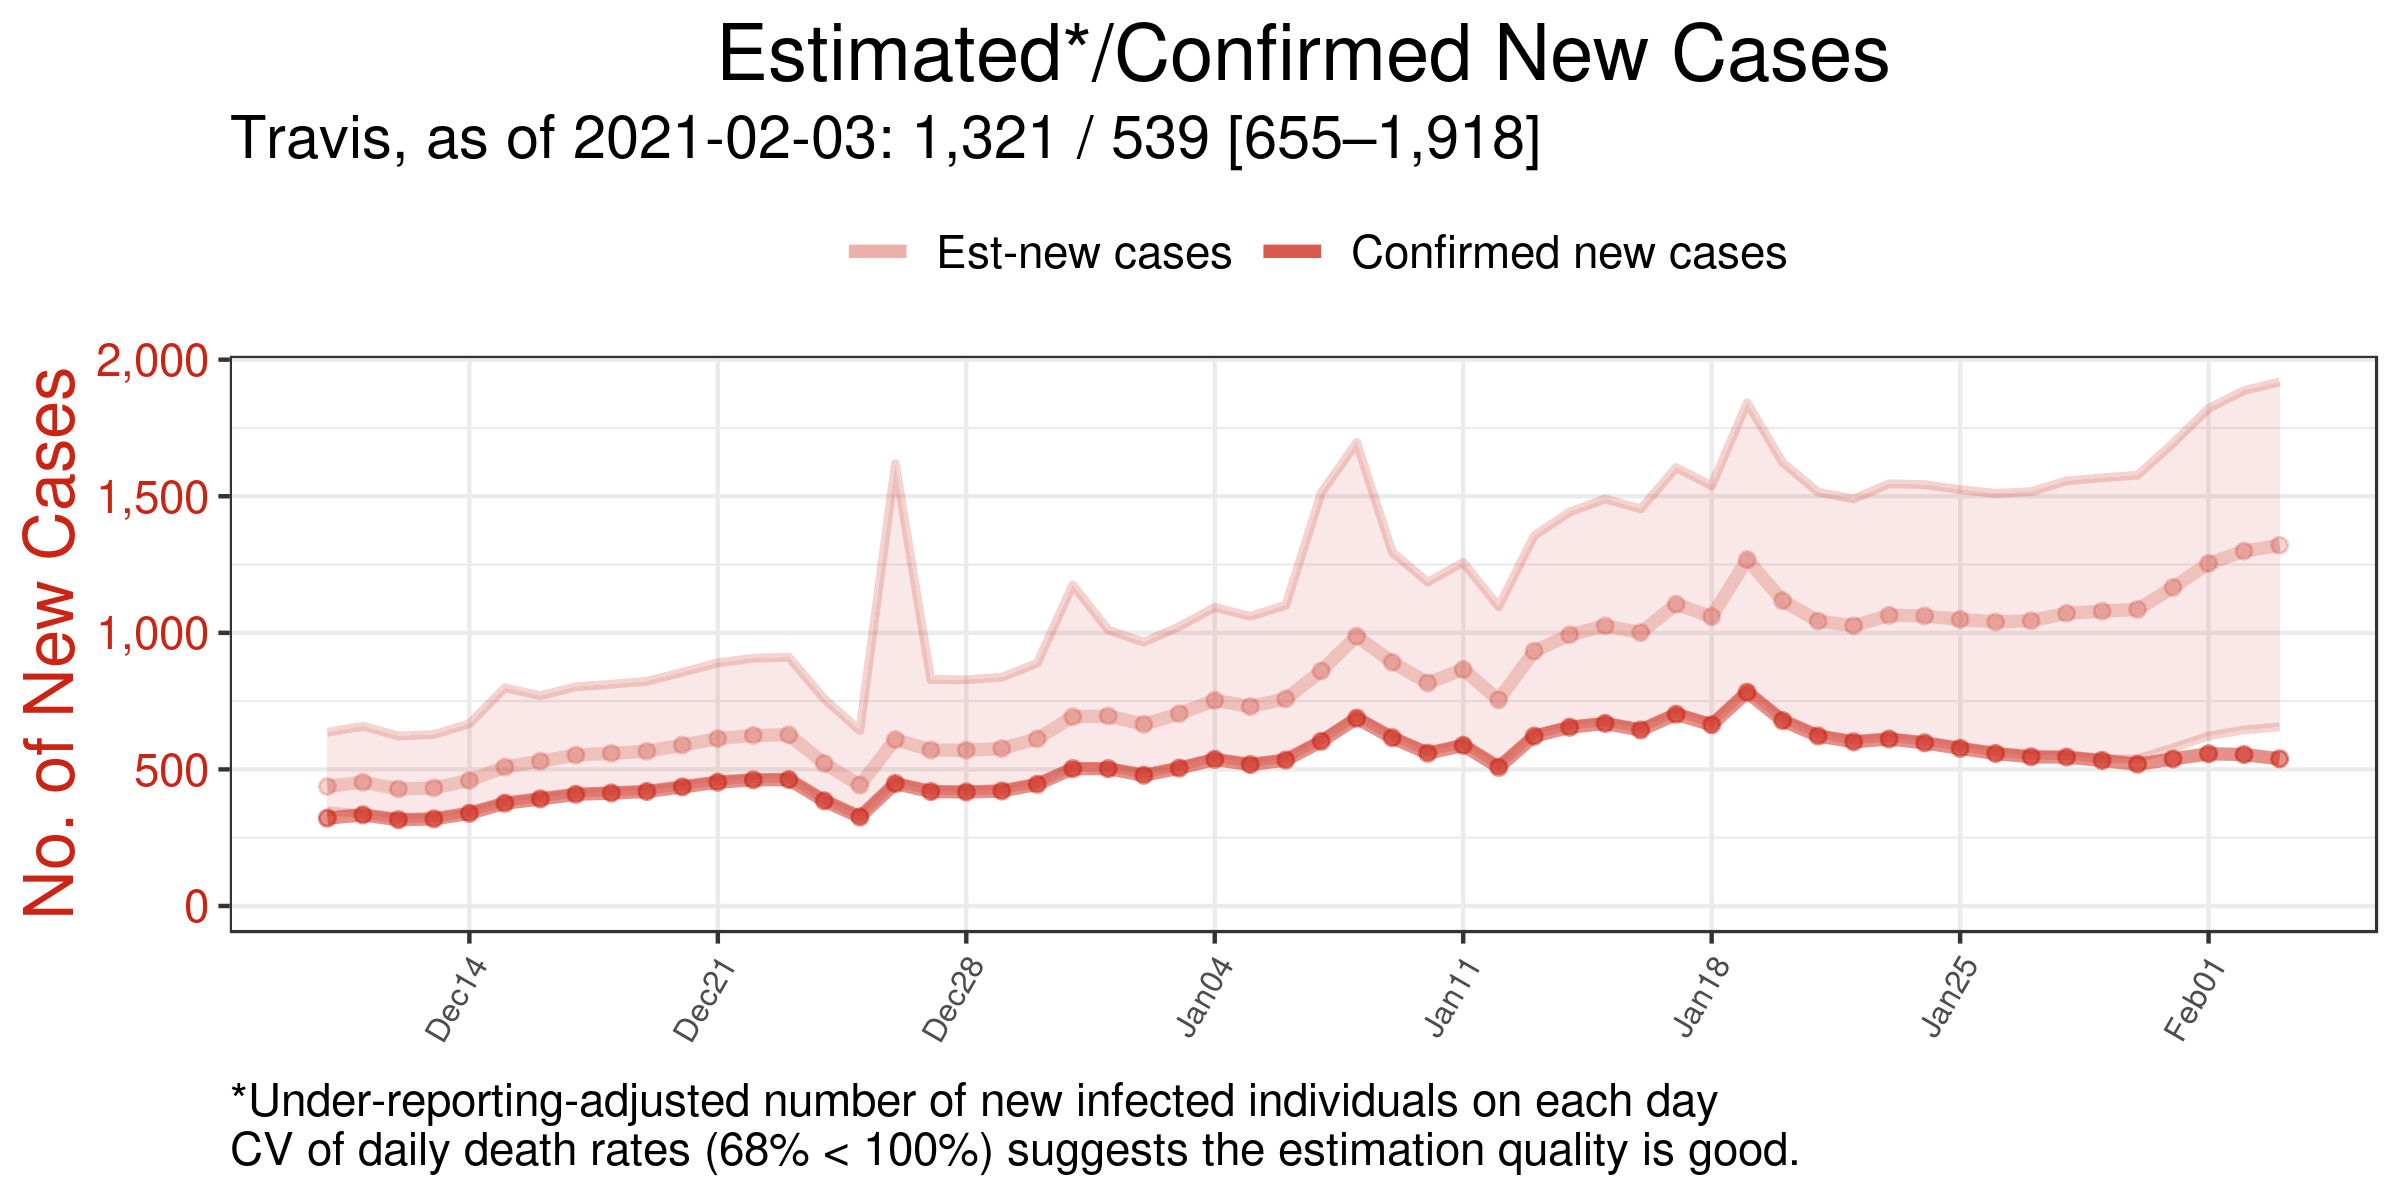 Estimated*/Confirmed New Cases
Travis, as of 2021-02-03: 1,321 / 539 [655–1,918]
Est-new cases
Confirmed new cases
No. of New Cases
2,000
1,500
1,000
500
0
Dec14
Dec21
Dec28
Jan04
Jan11
Jan18
Jan25
Feb01
*Under-reporting-adjusted number of new infected individuals on each day
CV of daily death rates (68% < 100%) suggests the estimation quality is good.